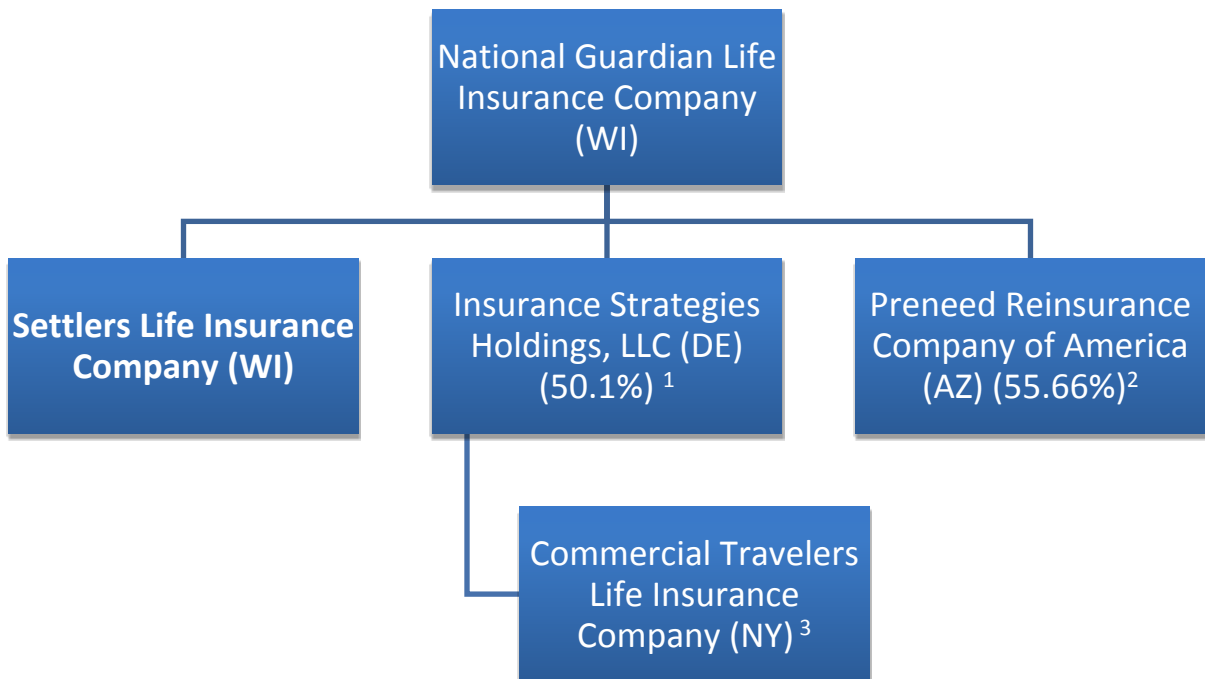 National Guardian Life
Insurance Company
(WI)
Settlers Life Insurance
Company (WI)
Insurance Strategies
Holdings, LLC (DE)
(50.1%) 1
Preneed Reinsurance
Company of America
(AZ) (55.66%)2
Commercial Travelers
Life Insurance
Company (NY) 3